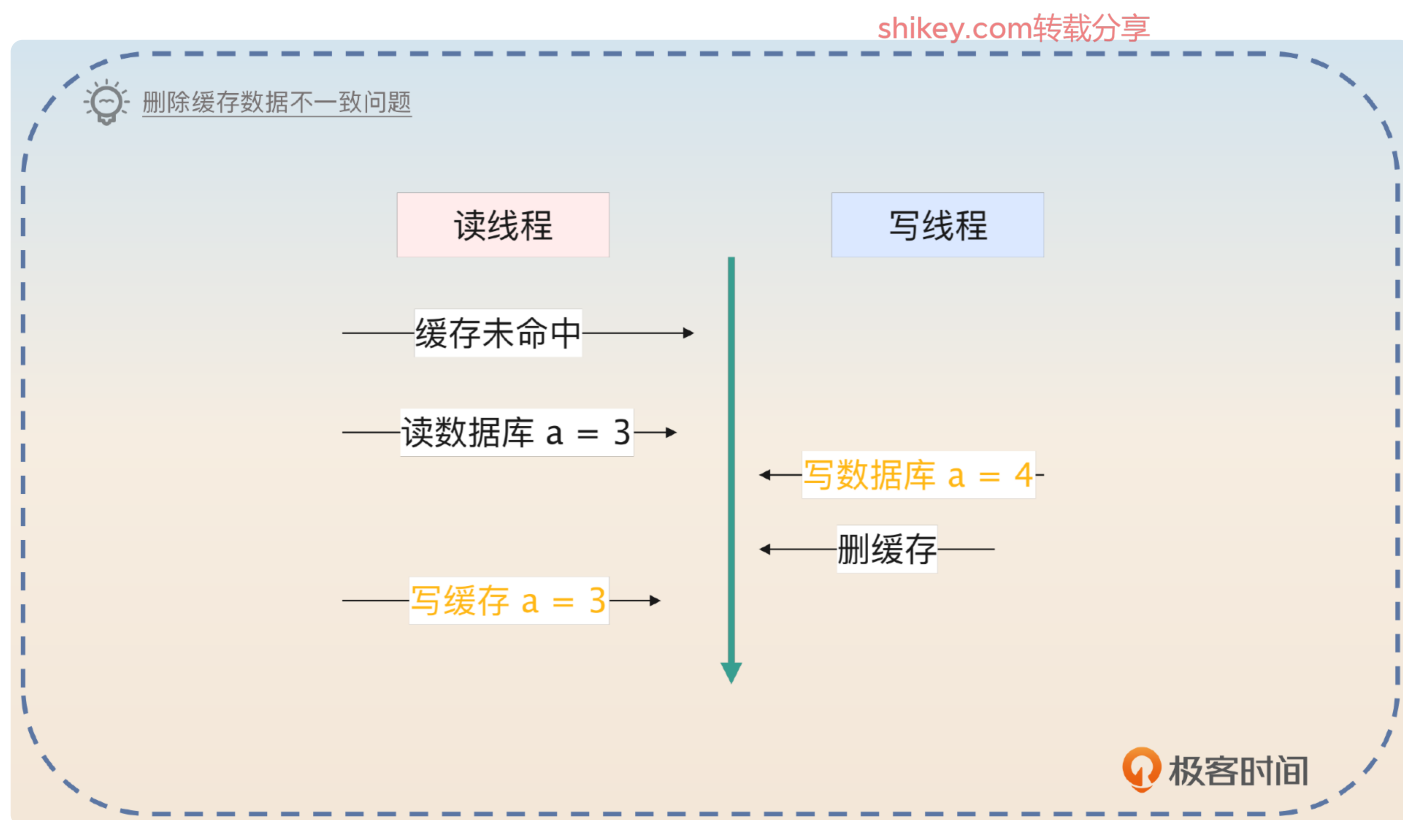 shikey.com转载分享
删除缓存数据不一致问题
读线程
写线程
缓存未命中
读数据库 a = 3
写数据库 a = 4
删缓存
写缓存 a = 3
极客时间